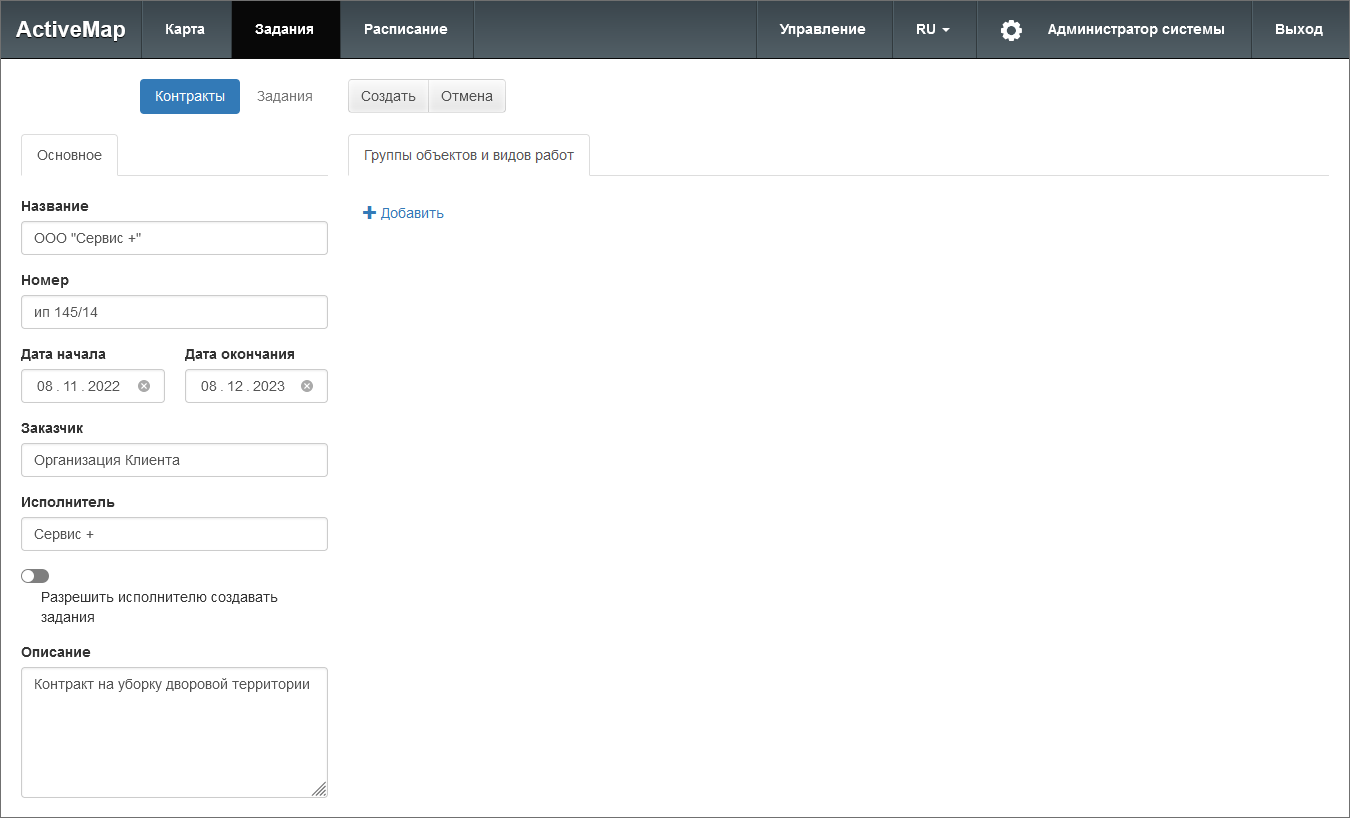 ActiveMap Карта Задания Расписание Управление RU Администратор системы Выход
Контракты Задания Создать Отмена
Основное Группы объектов и видов работ
Добавить
Название
ООО "Сервис +"
Номер
ип 145/14
Дата начала Дата окончания
08 . 11 . 2022 08 . 12 . 2023
Заказчик
Организация Клиента
Исполнитель
Сервис +
Разрешить исполнителю создавать
задания
Описание
Контракт на уборку дворовой территории